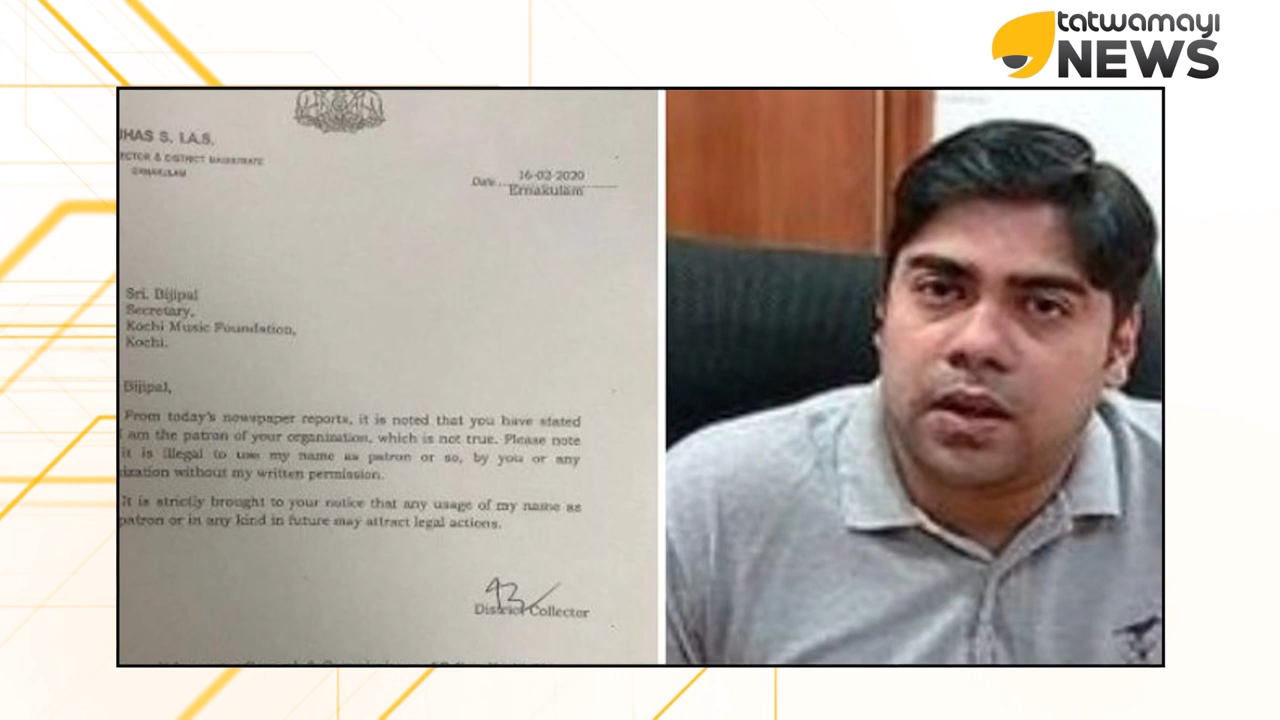 tatwamayi
NEWS
HAS S. I.A.S.
ECTOR & DISTRICT MAGISTRATE
ERNAKULAM
Date 16-02-2020
Ernakulam
Sri. Bijipal
Secretary,
Kochi Music Foundation,
Kochi.
Bijipal,
From today's newspaper reports, it is noted that you have stated
I am the patron of your organization, which is not true. Please note
it is illegal to use my name as patron or so, by you or any
ization without my written permission.
It is strictly brought to your notice that any usage of my name as
patron or in any kind in future may attract legal actions.
District Collector